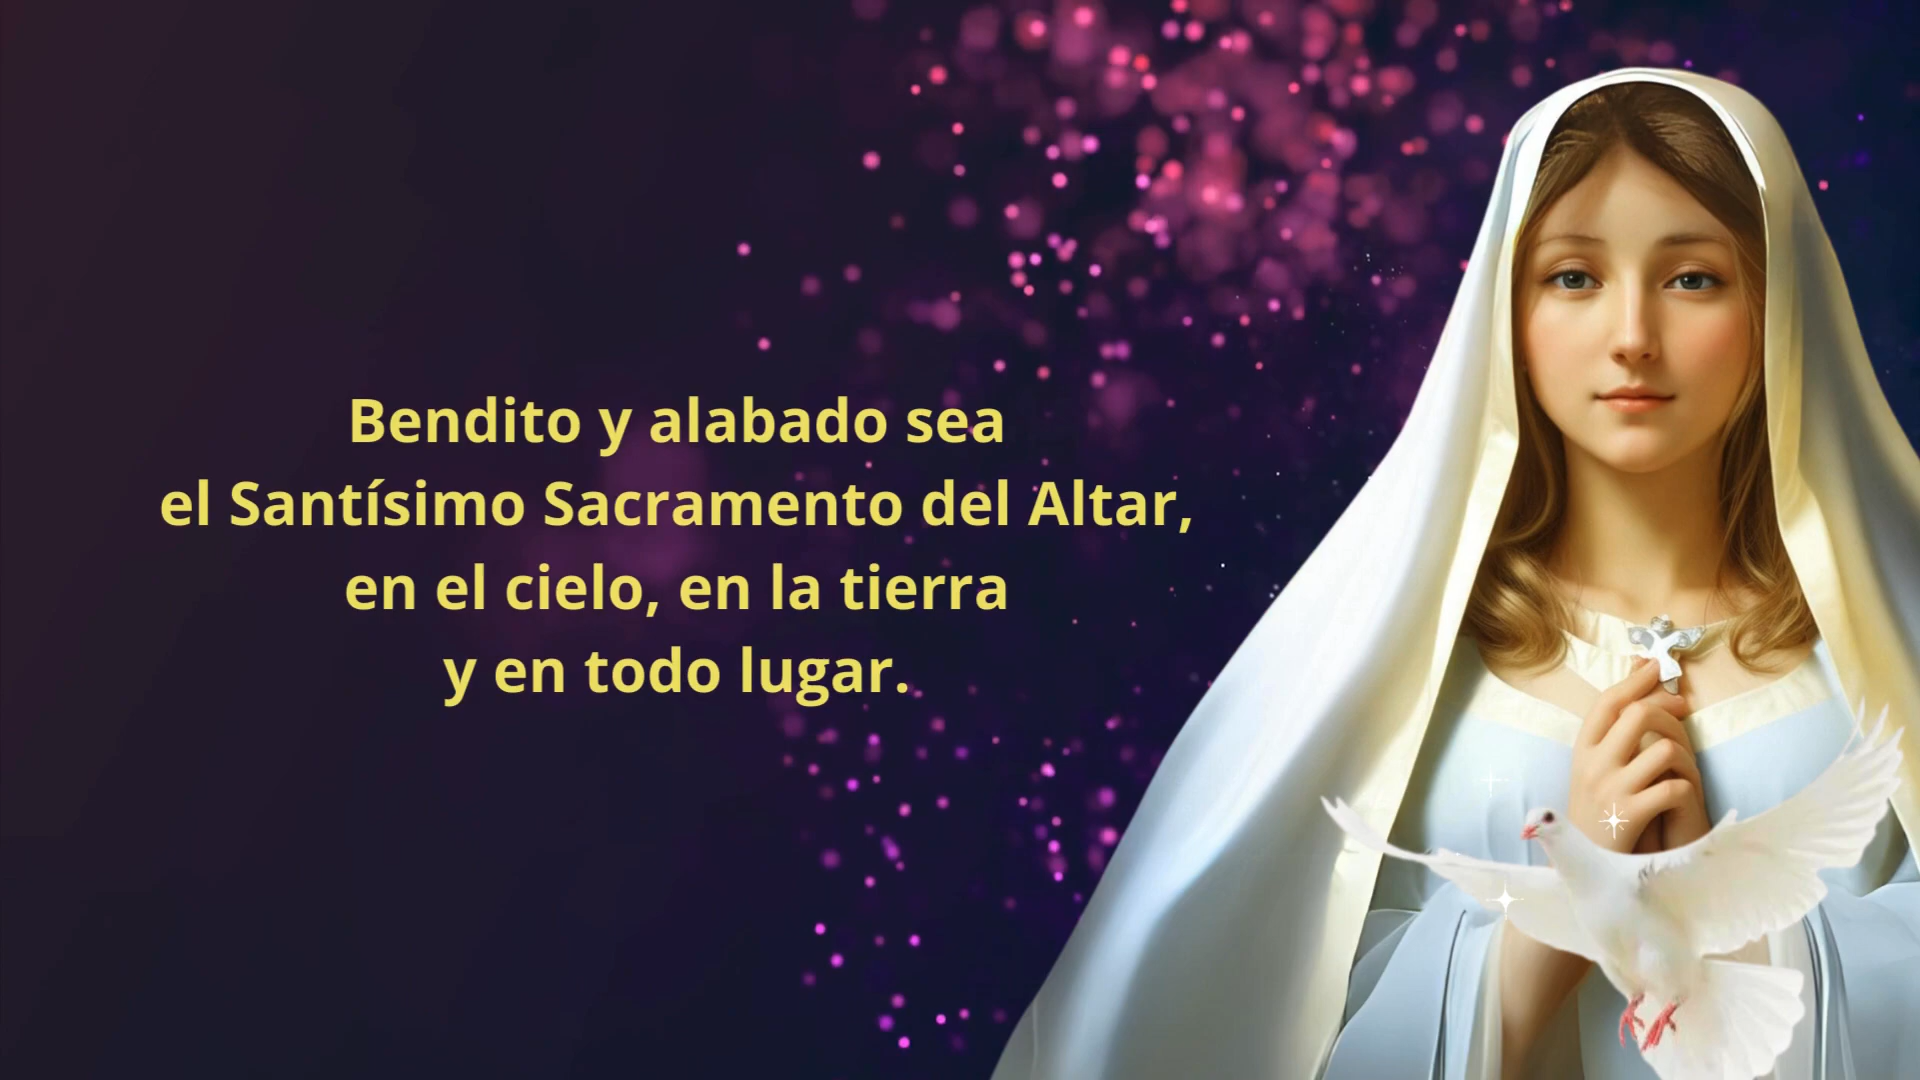 Bendito y alabado sea
el Santísimo Sacramento del Altar,
en el cielo, en la tierra
y en todo lugar.